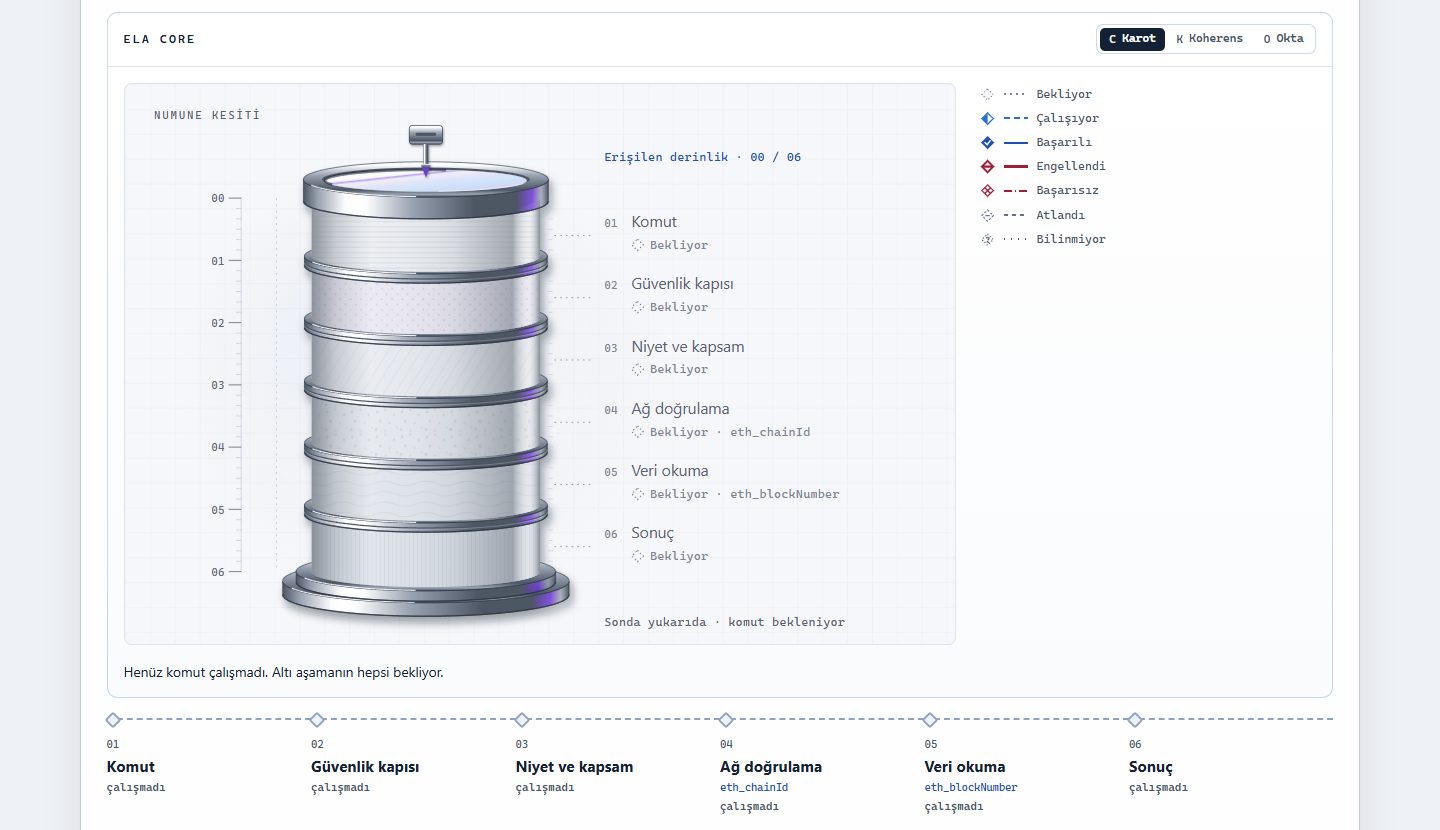 ELA CORE
C Karot K Koherens O Okta
NUMUNE KESİTİ
Erişilen derinlik · 00 / 06
00
01
02
03
04
05
06
01 Komut
Bekliyor
02 Güvenlik kapısı
Bekliyor
03 Niyet ve kapsam
Bekliyor
04 Ağ doğrulama
Bekliyor · eth_chainId
05 Veri okuma
Bekliyor · eth_blockNumber
06 Sonuç
Bekliyor
Sonda yukarıda · komut bekleniyor
Bekliyor
Çalışıyor
Başarılı
Engellendi
Başarısız
Atlandı
Bilinmiyor
Henüz komut çalışmadı. Altı aşamanın hepsi bekliyor.
01
Komut
çalışmadı
02
Güvenlik kapısı
çalışmadı
03
Niyet ve kapsam
çalışmadı
04
Ağ doğrulama
eth_chainId
çalışmadı
05
Veri okuma
eth_blockNumber
çalışmadı
06
Sonuç
çalışmadı